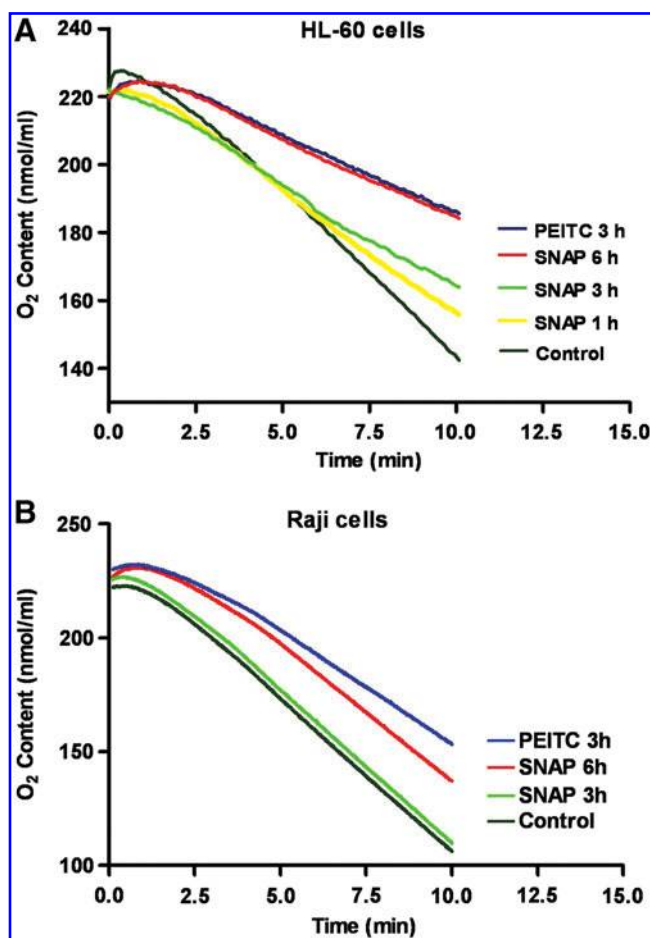 A
HL-60 cells
240
220
200
180
160
140
O2 Content (nmol/ml)
PEITC 3 h
SNAP 6 h
SNAP 3 h
SNAP 1 h
Control
0.0 2.5 5.0 7.5 10.0 12.5 15.0
Time (min)
B
Raji cells
250
200
150
100
O2 Content (nmol/ml)
PEITC 3h
SNAP 6h
SNAP 3h
Control
0.0 2.5 5.0 7.5 10.0 12.5 15.0
Time (min)